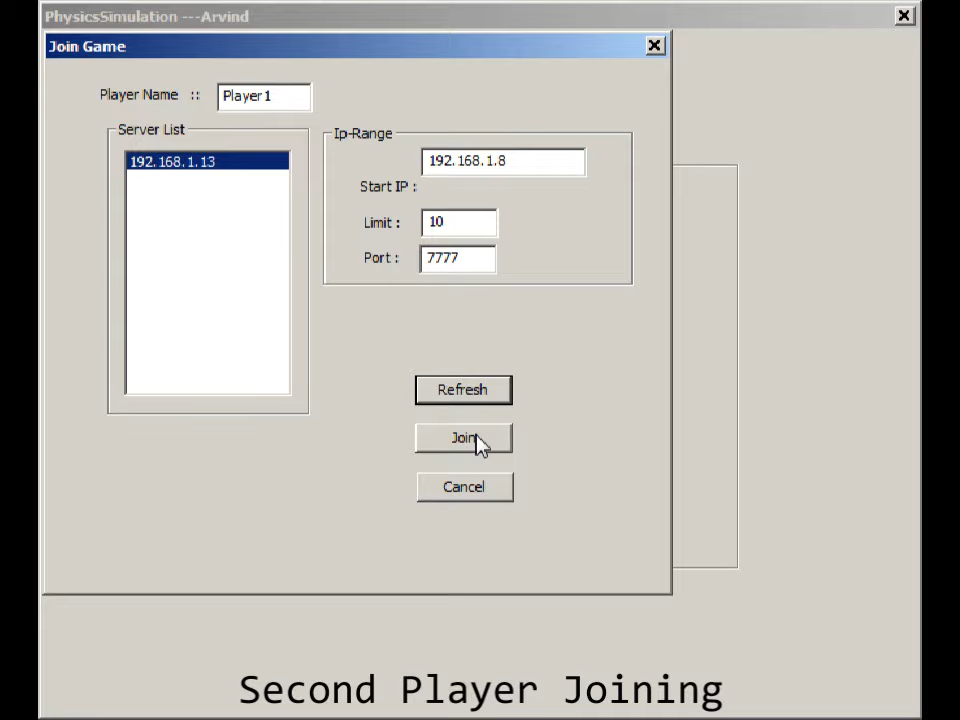 PhysicsSimulation ---Arvind
Join Game
Player Name :: Player1
Server List
192.168.1.13
Ip-Range
192.168.1.8
Start IP :
Limit : 10
Port : 7777
Refresh
Join
Cancel
Second Player Joining